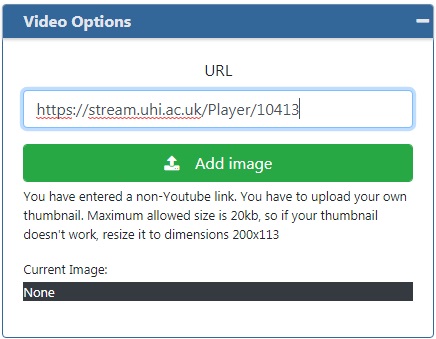 Video Options
URL
https://stream.uhi.ac.uk/Player/10413
Add image
You have entered a non-Youtube link. You have to upload your own
thumbnail. Maximum allowed size is 20kb, so if your thumbnail
doesn't work, resize it to dimensions 200x113
Current Image:
None